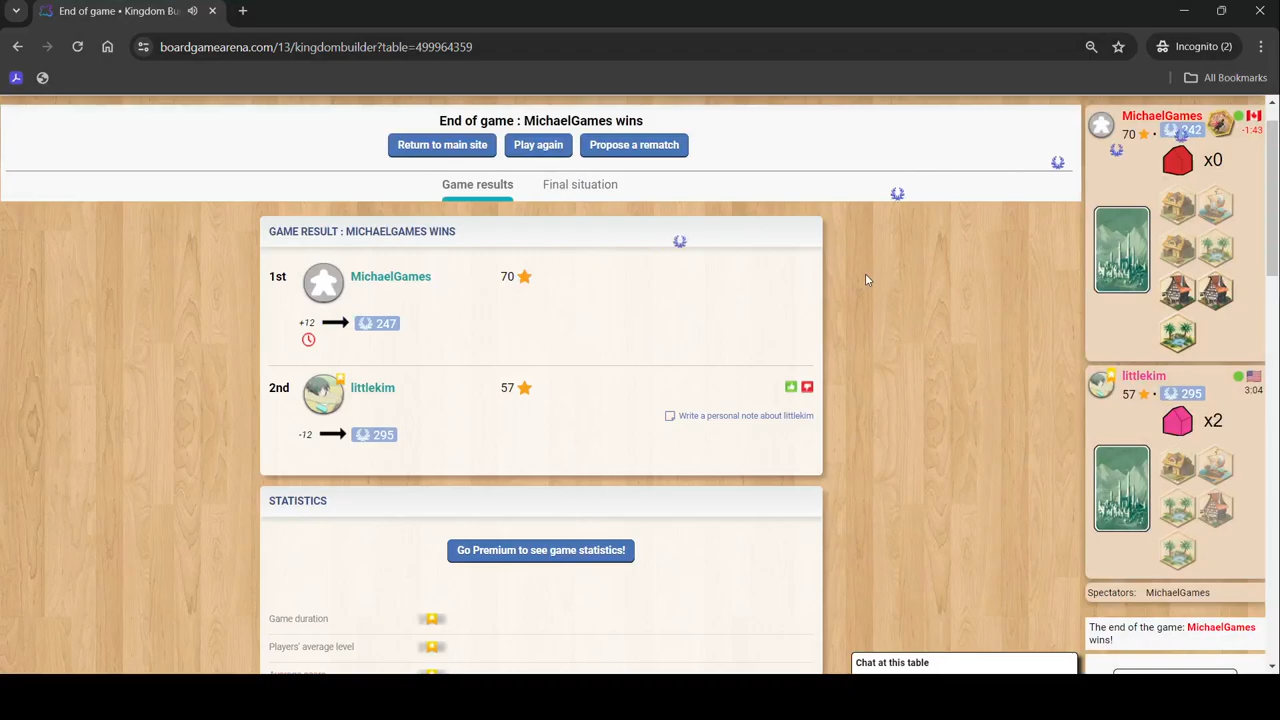 End of game • Kingdom Bu
boardgamearena.com/13/kingdombuilder?table=499964359
Incognito (2)
All Bookmarks
End of game : MichaelGames wins
Return to main site
Play again
Propose a rematch
Game results
Final situation
GAME RESULT : MICHAELGAMES WINS
1st
MichaelGames
70
+12
247
2nd
littlekim
57
Write a personal note about littlekim
-12
295
STATISTICS
Go Premium to see game statistics!
Game duration
Players' average level
MichaelGames
70 • 242
-1:43
x0
littlekim
57 • 295
3:04
x2
Spectators: MichaelGames
The end of the game: MichaelGames
wins!
Chat at this table